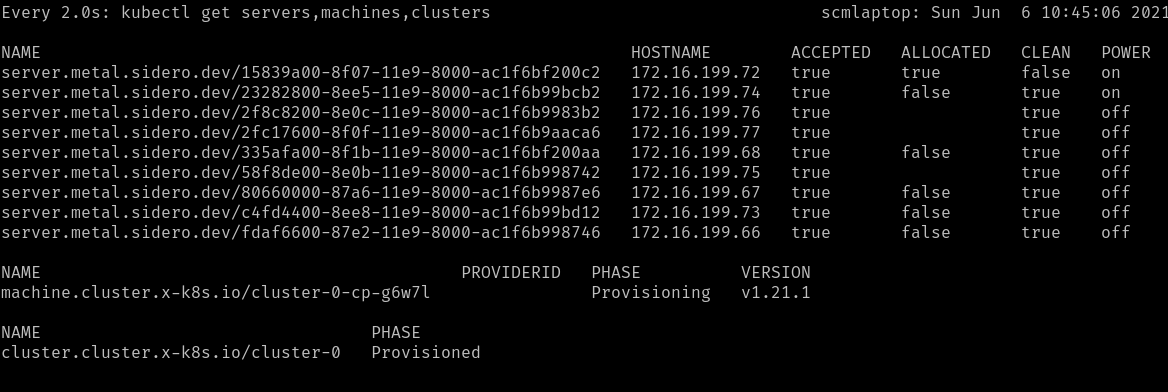 Every 2.0s: kubectl get servers,machines,clusters scmlaptop: Sun Jun 6 10:45:06 2021
NAME HOSTNAME ACCEPTED ALLOCATED CLEAN POWER
server.metal.sidero.dev/15839a00-8f07-11e9-8000-ac1f6bf200c2 172.16.199.72 true true false on
server.metal.sidero.dev/23282800-8ee5-11e9-8000-ac1f6b99bcb2 172.16.199.74 true false true on
server.metal.sidero.dev/2f8c8200-8e0c-11e9-8000-ac1f6b9983b2 172.16.199.76 true true off
server.metal.sidero.dev/2fc17600-8f0f-11e9-8000-ac1f6b9aaca6 172.16.199.77 true true off
server.metal.sidero.dev/335afa00-8f1b-11e9-8000-ac1f6bf200aa 172.16.199.68 true false true off
server.metal.sidero.dev/58f8de00-8e0b-11e9-8000-ac1f6b998742 172.16.199.75 true true off
server.metal.sidero.dev/80660000-87a6-11e9-8000-ac1f6b9987e6 172.16.199.67 true false true off
server.metal.sidero.dev/c4fd4400-8ee8-11e9-8000-ac1f6b99bd12 172.16.199.73 true false true off
server.metal.sidero.dev/fdaf6600-87e2-11e9-8000-ac1f6b998746 172.16.199.66 true false true off
NAME PROVIDERID PHASE VERSION
machine.cluster.x-k8s.io/cluster-0-cp-g6w7l Provisioning v1.21.1
NAME PHASE
cluster.cluster.x-k8s.io/cluster-0 Provisioned